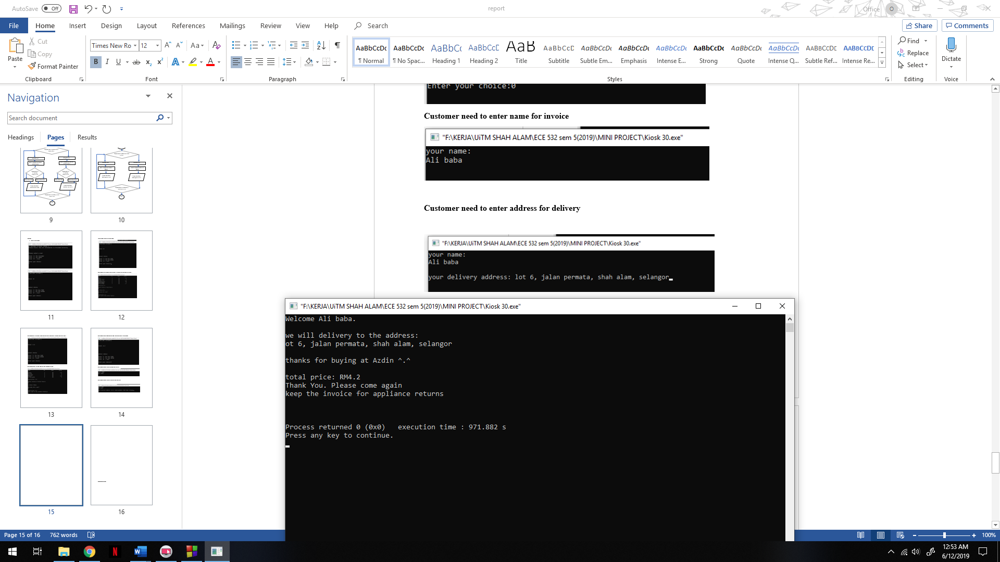 AutoSave Off
report
Office O
File Home Insert Design Layout References Mailings Review View Help Search
Share Comments
Paste
Cut
Copy
Format Painter
Clipboard
Times New Ro 12
Font
Paragraph
AaBbCcDc AaBbCcDc AaBbCc AaBbCcD AaB AaBbCcD AaBbCcDc AaBbCcDc AaBbCcDc AaBbCcDc AaBbCcDc AaBbCcDc AABBCCDE AABBCCDE
¶ Normal ¶ No Spac... Heading 1 Heading 2 Title Subtitle Subtle Em... Emphasis Intense E... Strong Quote Intense Q... Subtle Ref... Intense Re...
Styles
Find
Replace
Select
Editing
Dictate
Voice
Navigation
Search document
Headings Pages Results
9 10
11 12
13 14
15 16
Enter your choice:0
Customer need to enter name for invoice
"F:\KERJA\UiTM SHAH ALAM\ECE 532 sem 5(2019)\MINI PROJECT\Kiosk 30.exe"
your name:
Ali baba
Customer need to enter address for delivery
"F:\KERJA\UiTM SHAH ALAM\ECE 532 sem 5(2019)\MINI PROJECT\Kiosk 30.exe"
your name:
Ali baba
your delivery address: lot 6, jalan permata, shah alam, selangor
"F:\KERJA\UiTM SHAH ALAM\ECE 532 sem 5(2019)\MINI PROJECT\Kiosk 30.exe"
Welcome Ali baba.
we will delivery to the address:
ot 6, jalan permata, shah alam, selangor
thanks for buying at Azdin ^.^
total price: RM4.2
Thank You. Please come again
keep the invoice for appliance returns
Process returned 0 (0x0) execution time : 971.882 s
Press any key to continue.
Page 15 of 16 762 words
100%
12:53 AM
6/12/2019